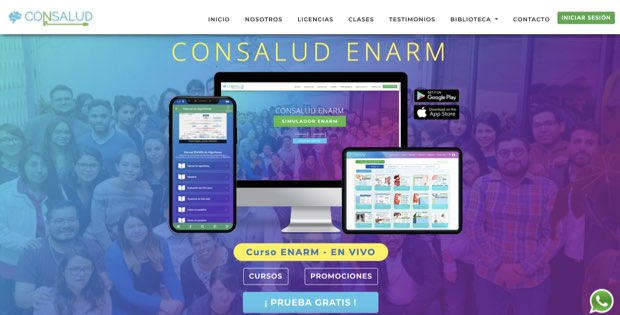 CONSALUD
INICIO NOSOTROS LICENCIAS CLASES TESTIMONIOS BIBLIOTECA CONTACTO INICIAR SESIÓN
CONSALUD ENARM
GET IT ON
Google Play
Download on the
App Store
CONSALUD ENARM
SIMULADOR ENARM
Curso ENARM - EN VIVO
CURSOS PROMOCIONES
¡ PRUEBA GRATIS !